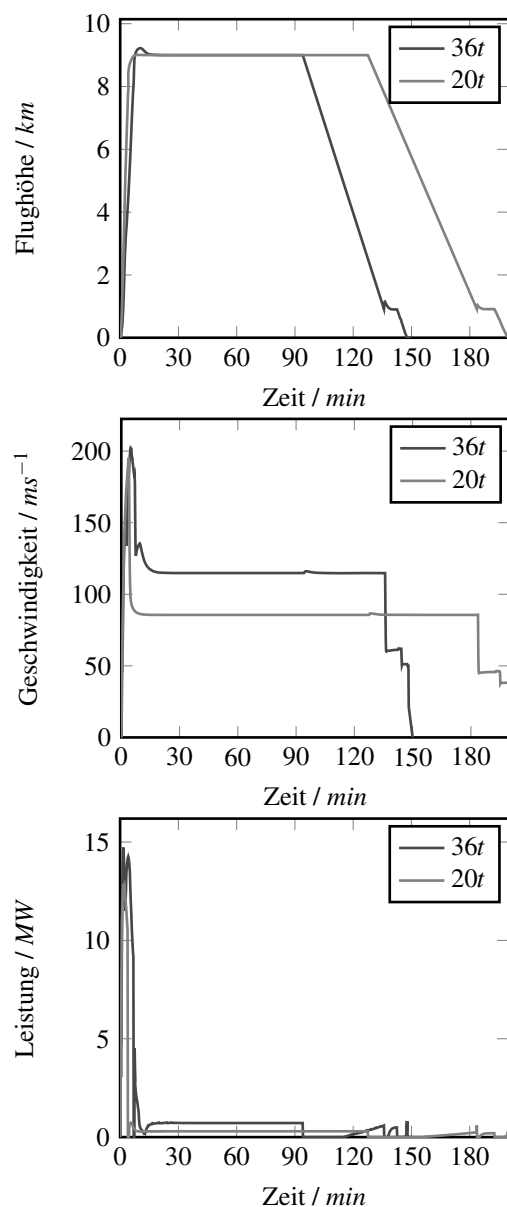 10
8
6
4
2
0
Flughöhe / km
36t
20t
0 30 60 90 120 150 180
Zeit / min
200
150
100
50
0
Geschwindigkeit / ms⁻¹
36t
20t
0 30 60 90 120 150 180
Zeit / min
15
10
5
0
Leistung / MW
36t
20t
0 30 60 90 120 150 180
Zeit / min